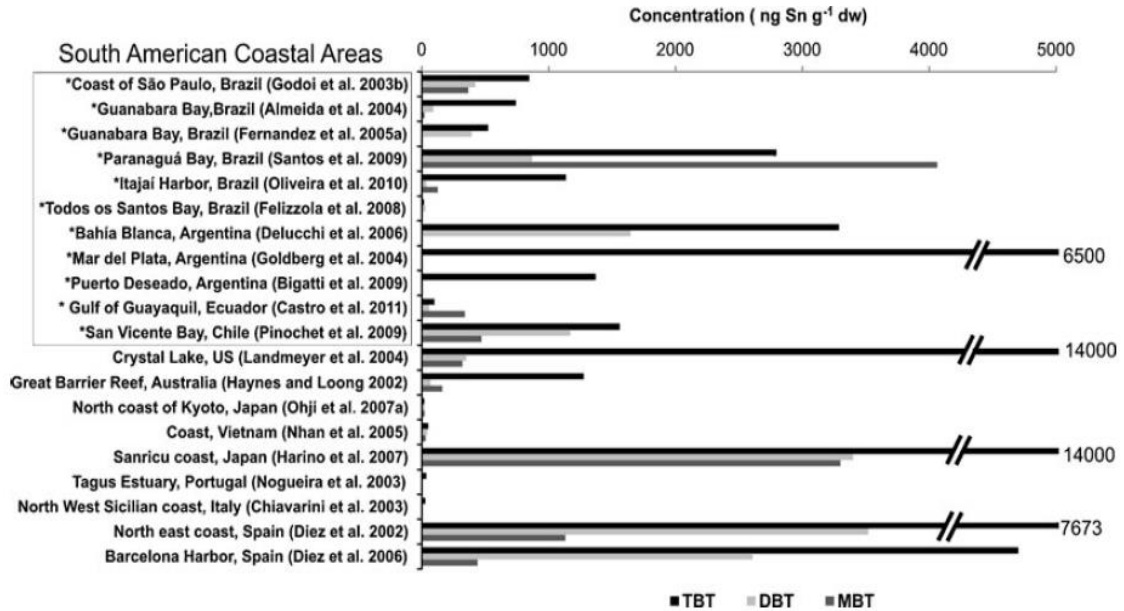 Concentration ( ng Sn g-1 dw)
South American Coastal Areas
0 1000 2000 3000 4000 5000
*Coast of São Paulo, Brazil (Godoi et al. 2003b)
*Guanabara Bay,Brazil (Almeida et al. 2004)
*Guanabara Bay, Brazil (Fernandez et al. 2005a)
*Paranaguá Bay, Brazil (Santos et al. 2009)
*Itajaí Harbor, Brazil (Oliveira et al. 2010)
*Todos os Santos Bay, Brazil (Felizzola et al. 2008)
*Bahía Blanca, Argentina (Delucchi et al. 2006)
*Mar del Plata, Argentina (Goldberg et al. 2004) 6500
*Puerto Deseado, Argentina (Bigatti et al. 2009)
* Gulf of Guayaquil, Ecuador (Castro et al. 2011)
*San Vicente Bay, Chile (Pinochet et al. 2009)
Crystal Lake, US (Landmeyer et al. 2004) 14000
Great Barrier Reef, Australia (Haynes and Loong 2002)
North coast of Kyoto, Japan (Ohji et al. 2007a)
Coast, Vietnam (Nhan et al. 2005)
Sanricu coast, Japan (Harino et al. 2007) 14000
Tagus Estuary, Portugal (Nogueira et al. 2003)
North West Sicilian coast, Italy (Chiavarini et al. 2003)
North east coast, Spain (Diez et al. 2002) 7673
Barcelona Harbor, Spain (Diez et al. 2006)
TBT DBT MBT